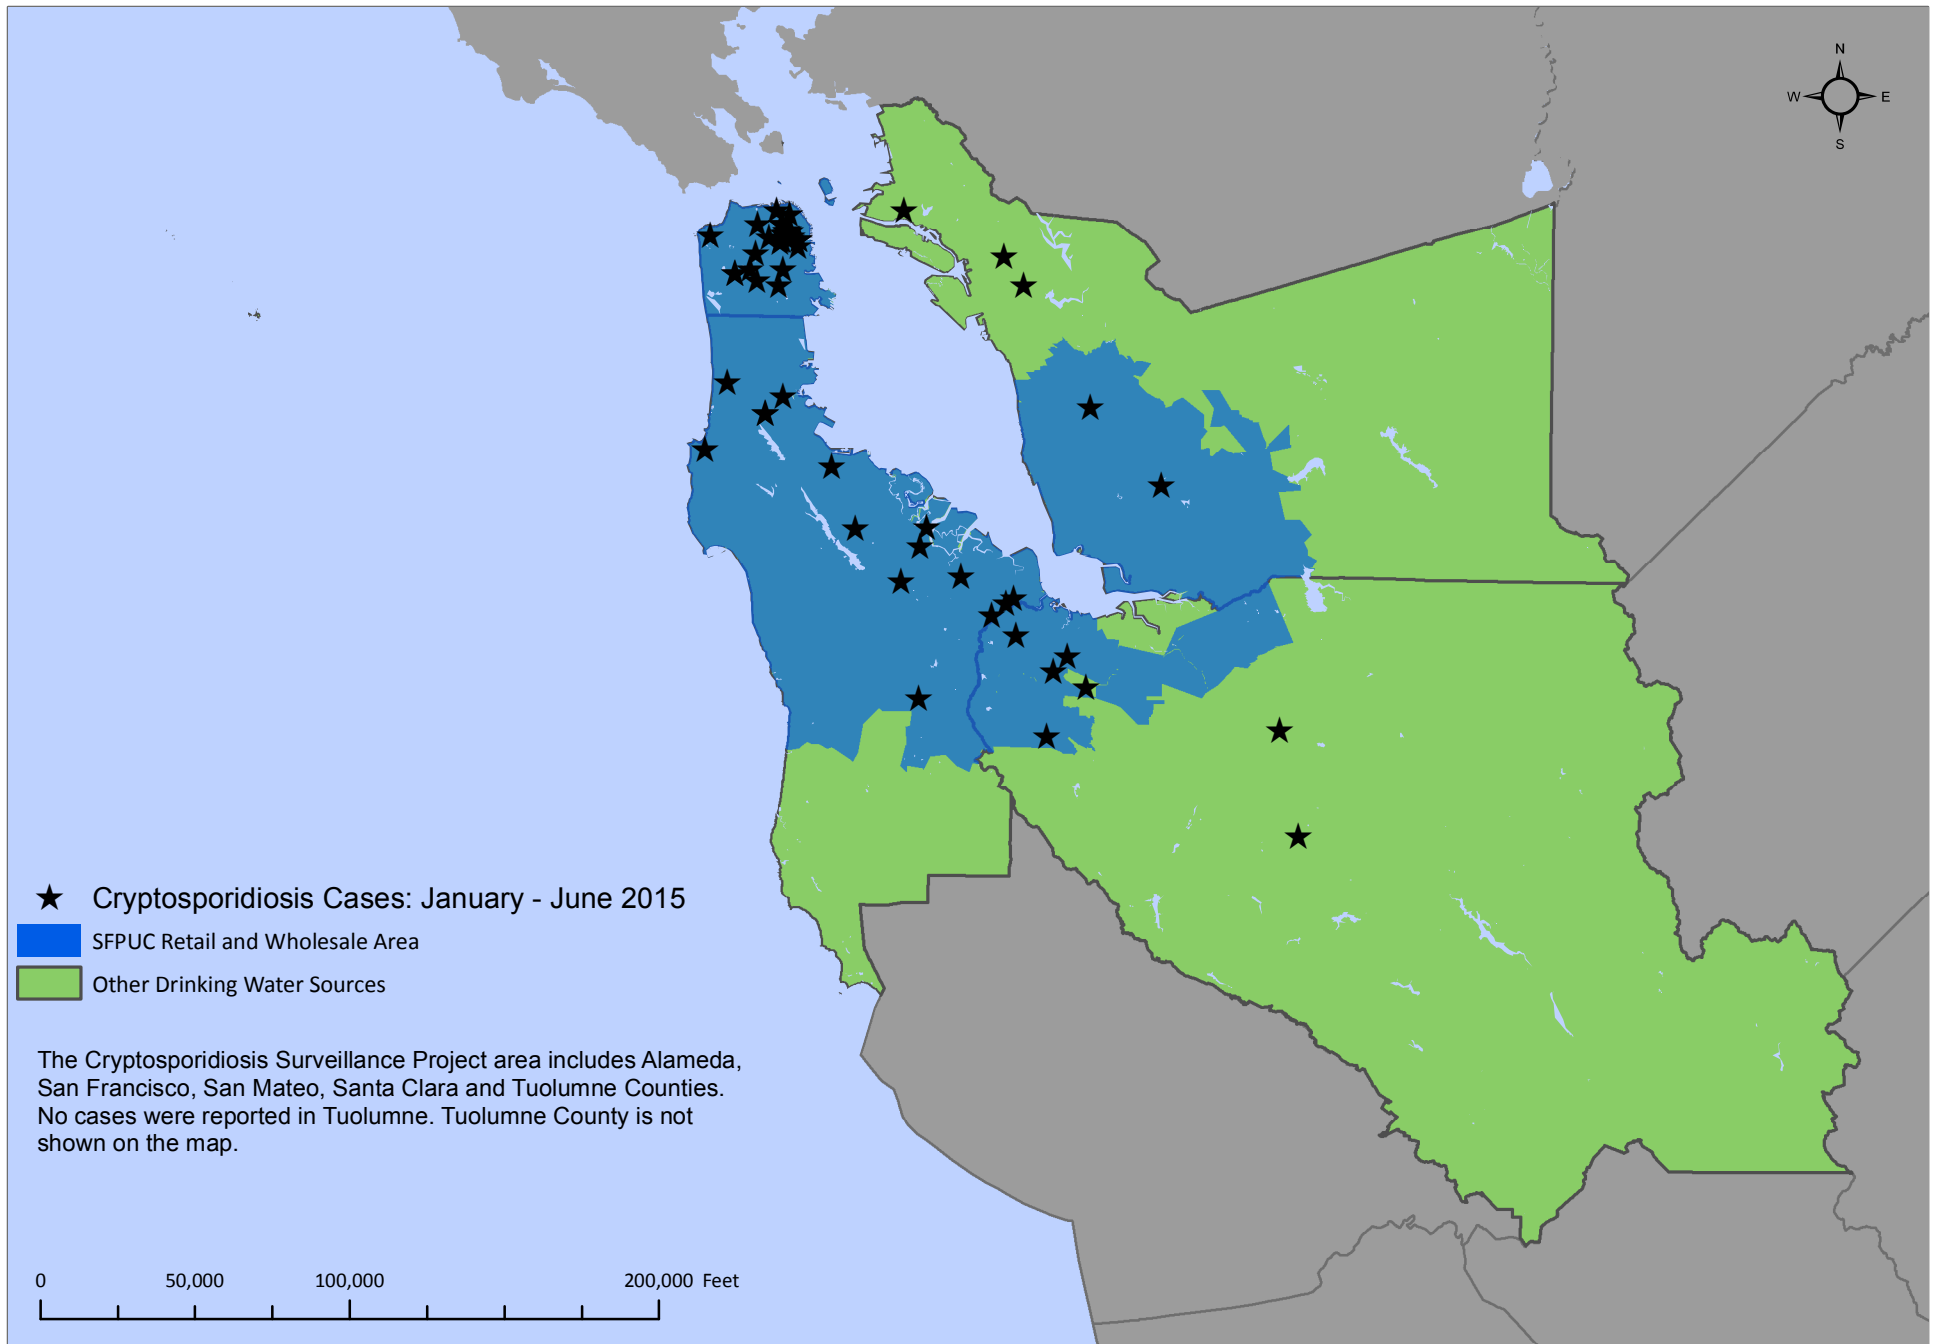 N
W E
S
Cryptosporidiosis Cases: January - June 2015
SFPUC Retail and Wholesale Area
Other Drinking Water Sources
The Cryptosporidiosis Surveillance Project area includes Alameda,
San Francisco, San Mateo, Santa Clara and Tuolumne Counties.
No cases were reported in Tuolumne. Tuolumne County is not
shown on the map.
0 50,000 100,000 200,000 Feet